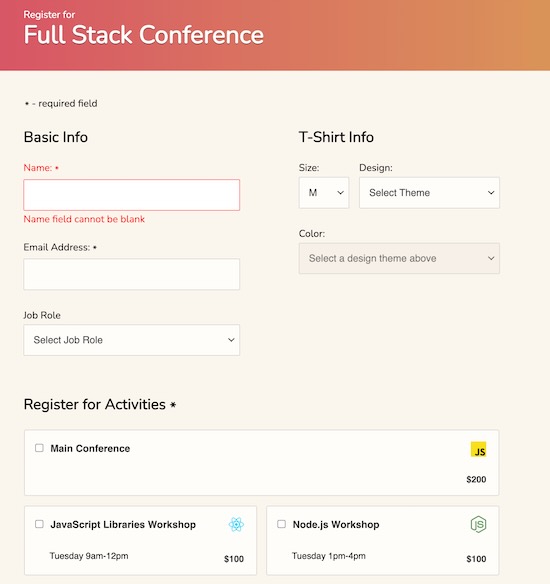 Register for
Full Stack Conference
* - required field
Basic Info
Name: *
Name field cannot be blank
Email Address: *
Job Role
Select Job Role
T-Shirt Info
Size:
M
Design:
Select Theme
Color:
Select a design theme above
Register for Activities *
Main Conference
JS
$200
JavaScript Libraries Workshop
Tuesday 9am-12pm
$100
Node.js Workshop
JS
Tuesday 1pm-4pm
$100